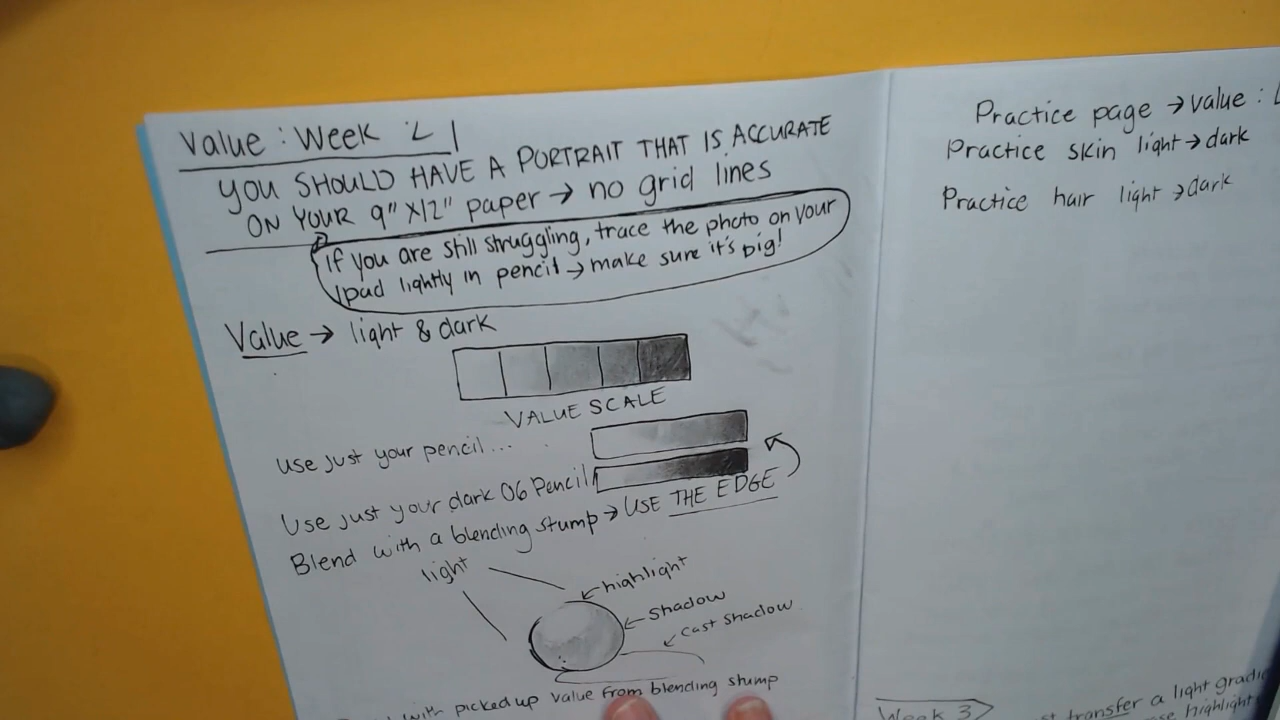 Value : Week 1
YOU SHOULD HAVE A PORTRAIT THAT IS ACCURATE
ON YOUR 9" X12" paper → no grid lines
If you are still struggling, trace the photo on your
Ipad lightly in pencil → make sure it's big!
Value → light & dark
VALUE SCALE
Use just your pencil...
Use just your dark 06 Pencil
Blend with a blending stump → USE THE EDGE
light
highlight
Shadow
Cast Shadow
with picked up value from blending stump
Practice page → value :
Practice skin light → dark
Practice hair light → dark
Week 3
transfer a light
highlight